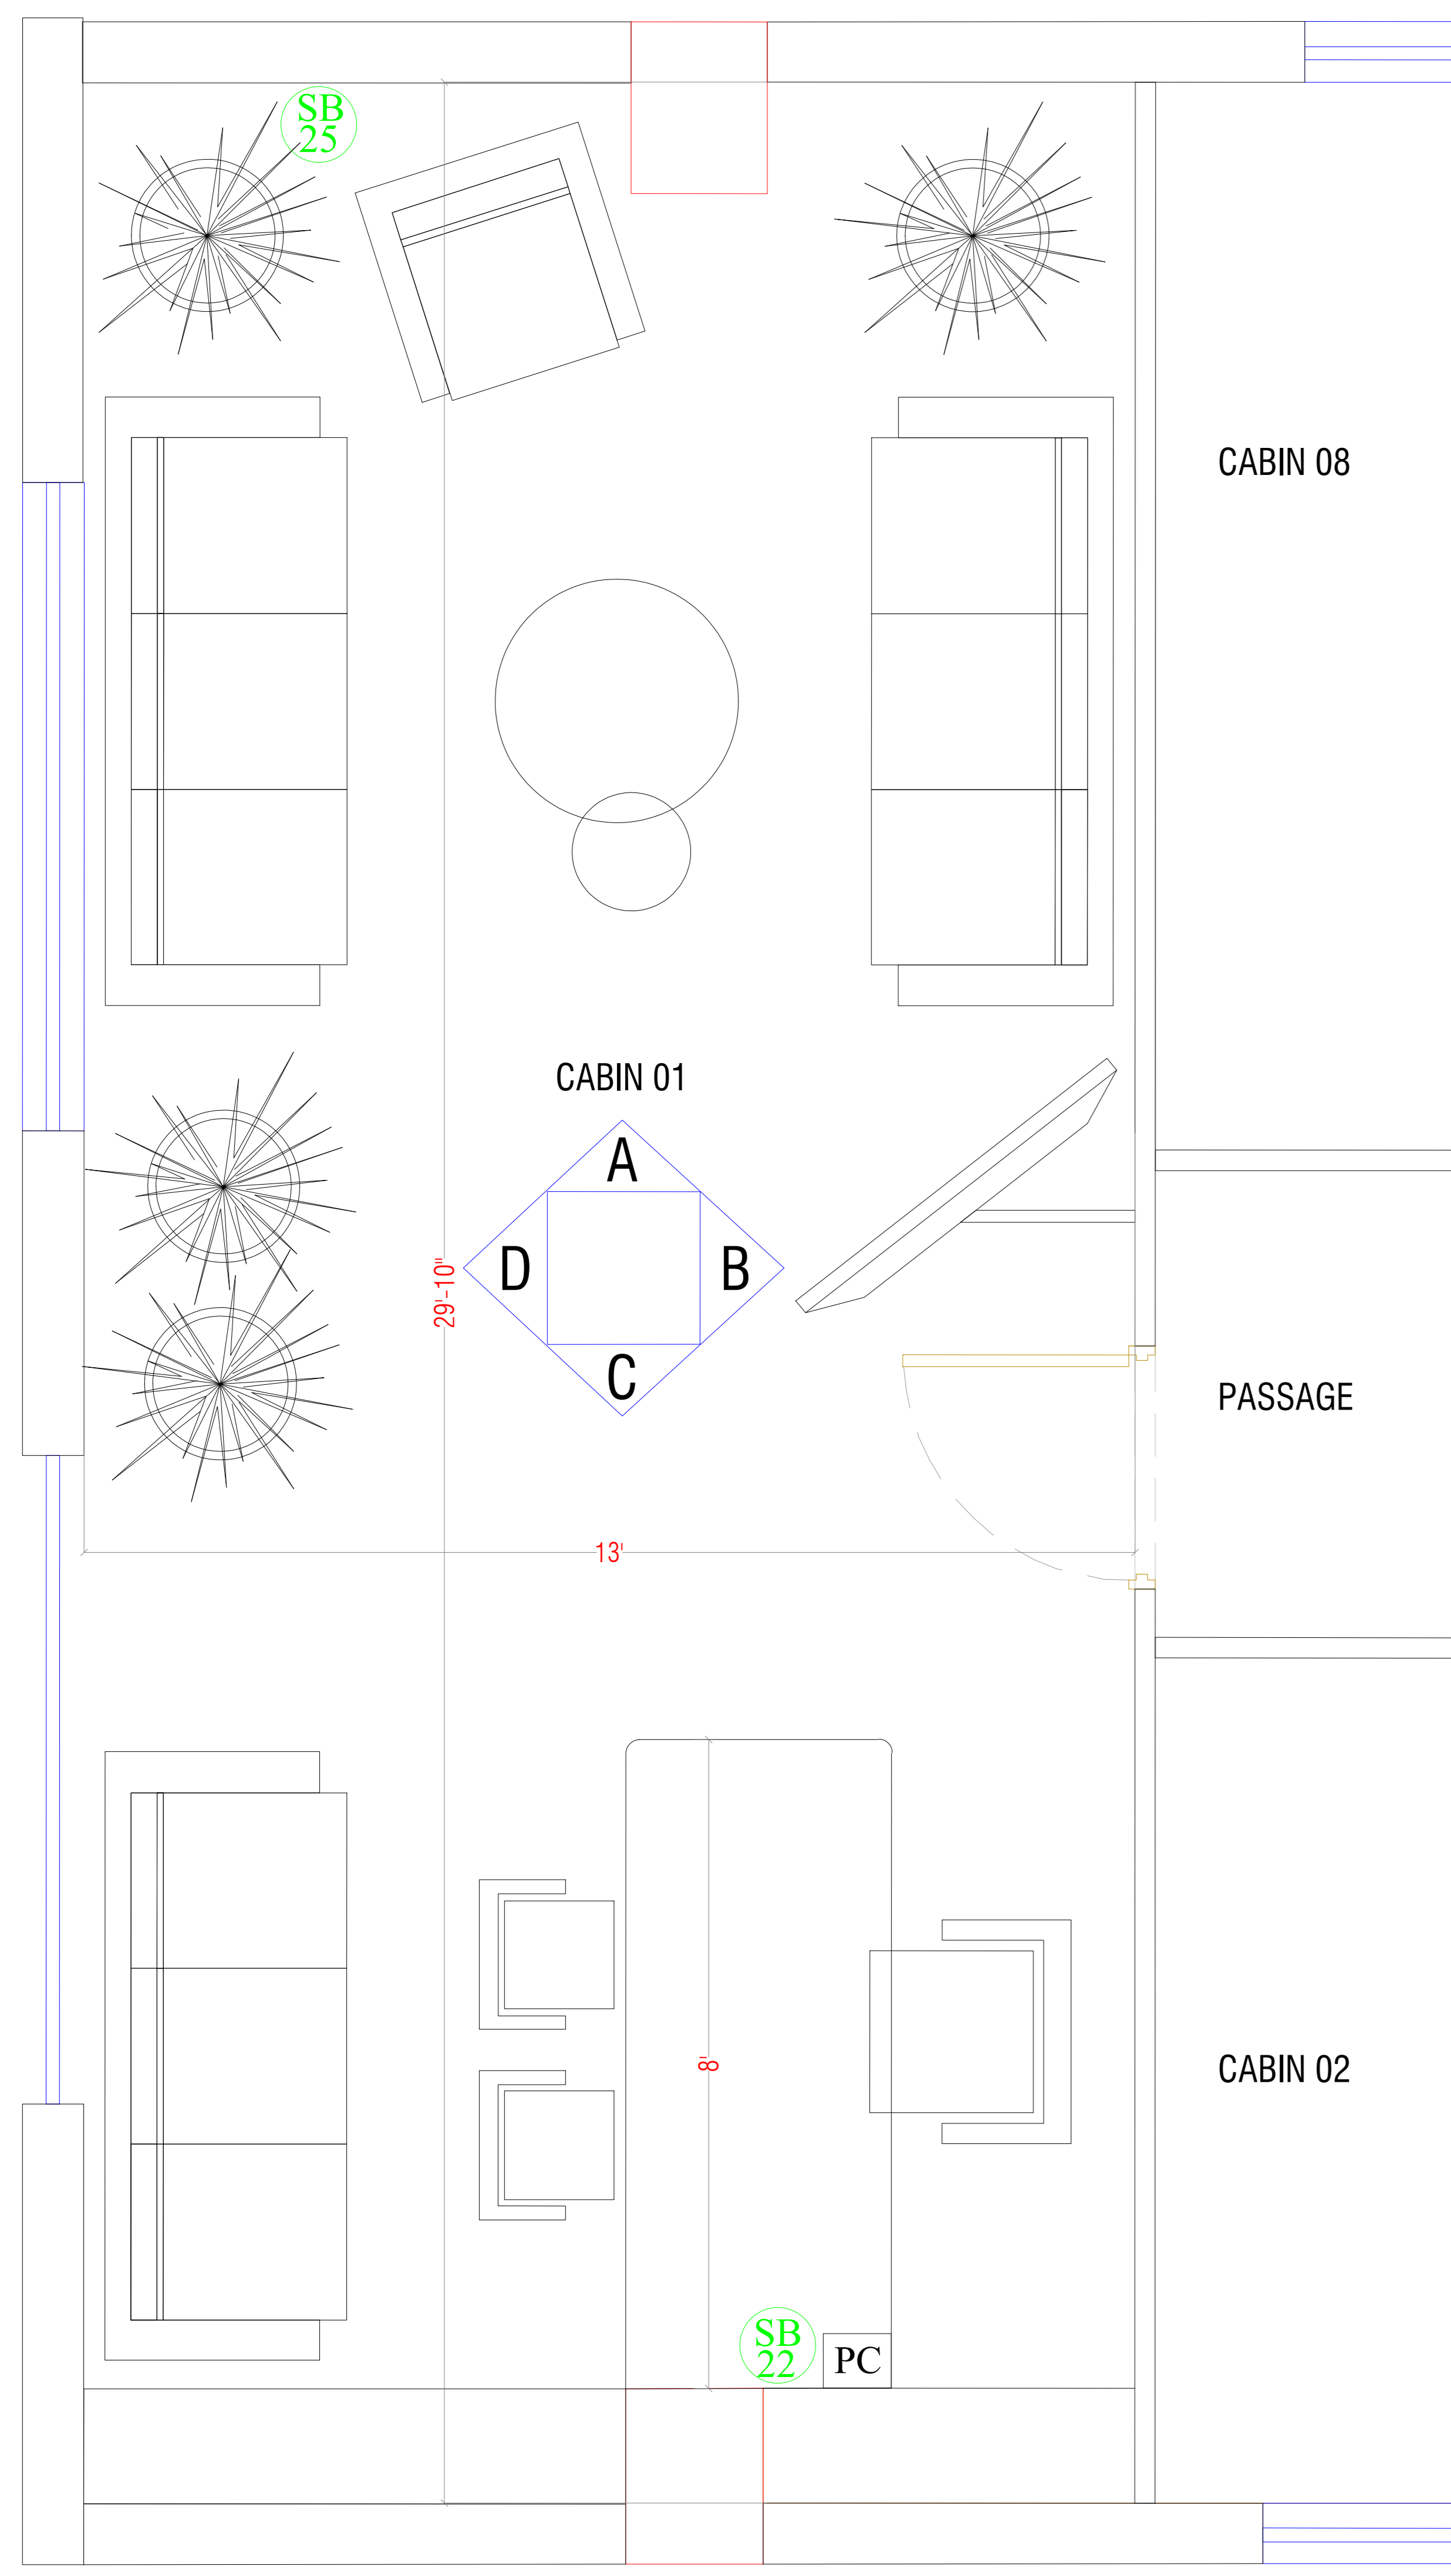 SB
25
CABIN 08
CABIN 01
A
D
B
C
29'-10"
PASSAGE
13'
8'
CABIN 02
SB
22
PC